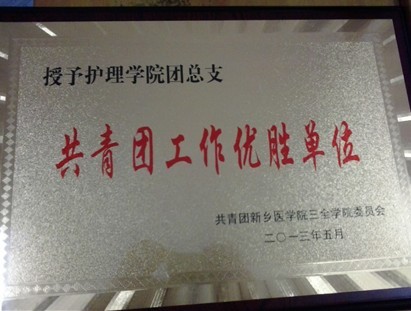 授予护理学院团总支
共青团工作优胜单位
共青团新乡医学院三全学院委员会
二〇一三年五月